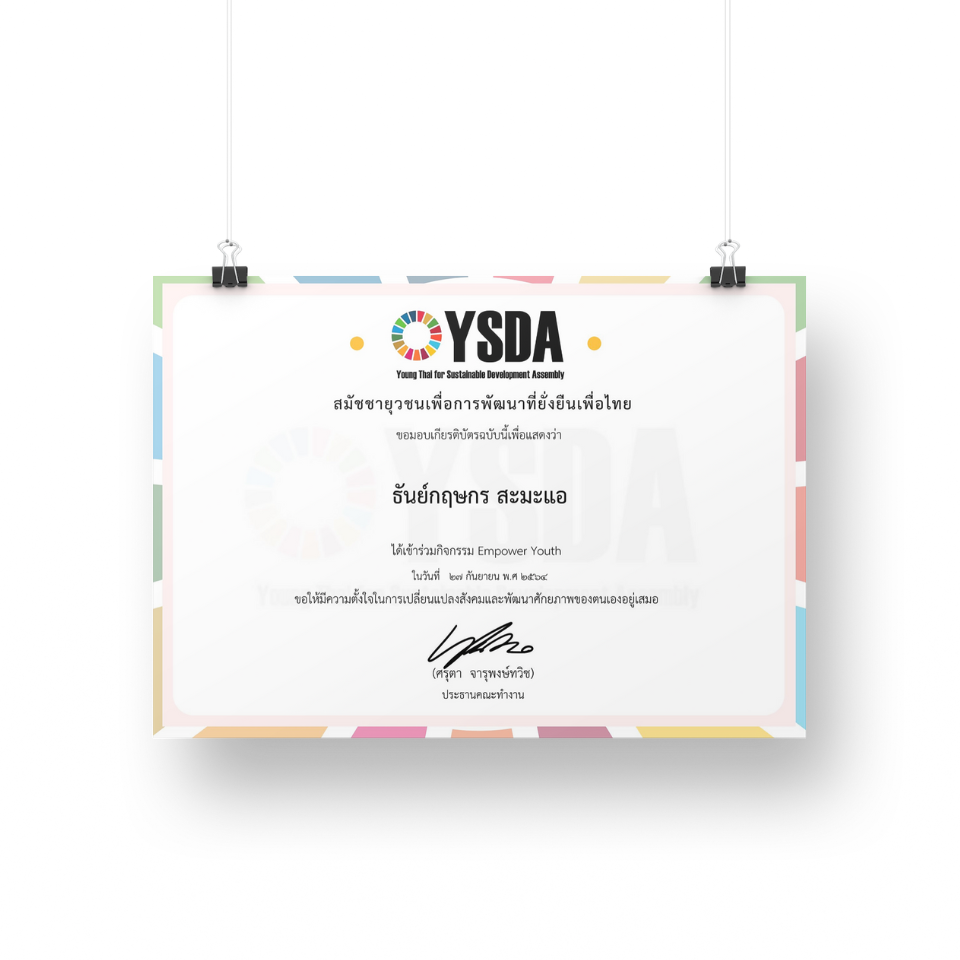 YSDA
Young Thai for Sustainable Development Assembly
สมัชชายุวชนเพื่อการพัฒนาที่ยั่งยืนเพื่อไทย
ขอมอบเกียรติบัตรฉบับนี้เพื่อแสดงว่า
ธันย์กฤษกร สะมะแอ
ได้เข้าร่วมกิจกรรม Empower Youth
ในวันที่ ๒๗ กันยายน พ.ศ ๒๕๖๔
ขอให้มีความตั้งใจในการเปลี่ยนแปลงสังคมและพัฒนาศักยภาพของตนเองอยู่เสมอ
(ศรุตา จารุพงษ์ทวิช)
ประธานคณะทำงาน